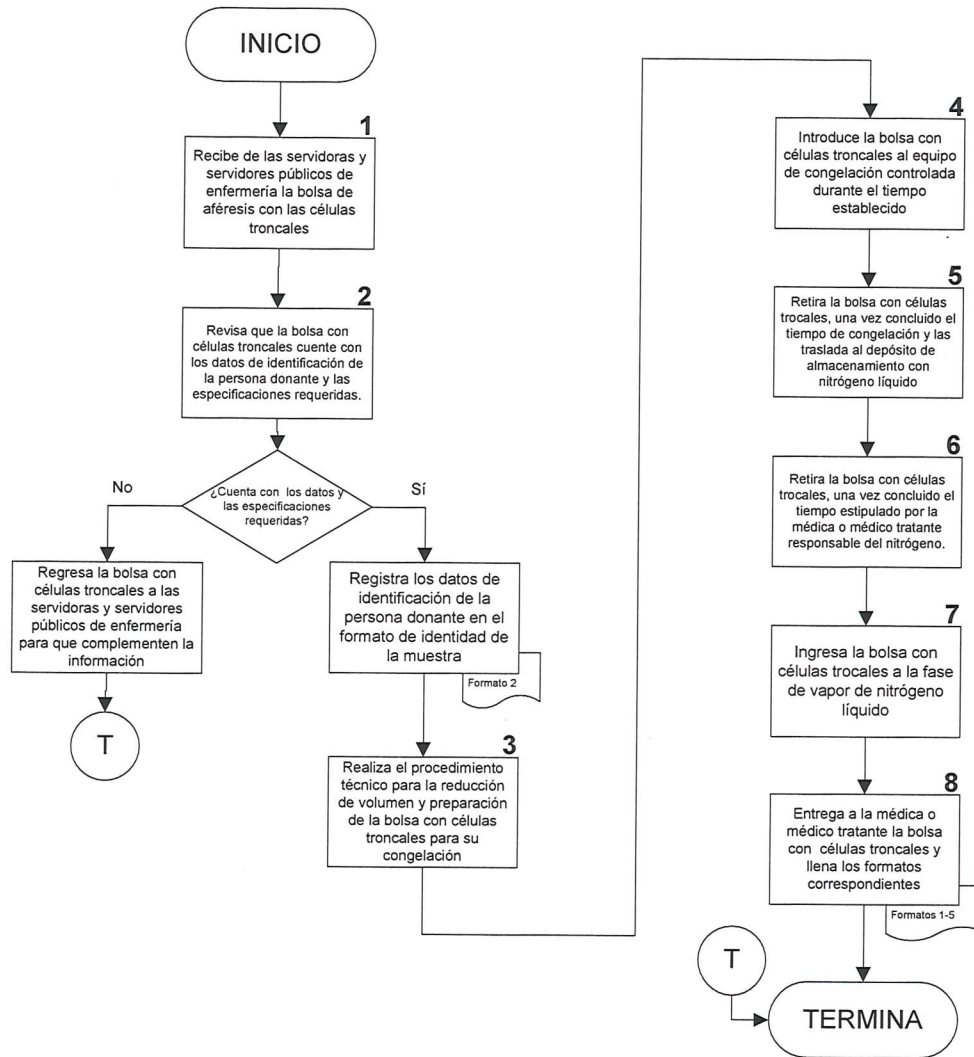 INICIO
1
Recibe de las servidoras y
servidores públicos de
enfermería la bolsa de
aféresis con las células
troncales
2
Revisa que la bolsa con
células troncales cuente con
los datos de identificación de
la persona donante y las
especificaciones requeridas.
¿Cuenta con los datos y
las especificaciones
requeridas?
No
Sí
Regresa la bolsa con
células troncales a las
servidoras y servidores
públicos de enfermería
para que complementen la
información
T
Registra los datos de
identificación de la
persona donante en el
formato de identidad de
la muestra
Formato 2
3
Realiza el procedimiento
técnico para la reducción
de volumen y preparación
de la bolsa con células
troncales para su
congelación
4
Introduce la bolsa con
células troncales al equipo
de congelación controlada
durante el tiempo
establecido
5
Retira la bolsa con células
trocales, una vez concluido el
tiempo de congelación y las
traslada al depósito de
almacenamiento con
nitrógeno líquido
6
Retira la bolsa con células
trocales, una vez concluido el
tiempo estipulado por la
médica o médico tratante
responsable del nitrógeno.
7
Ingresa la bolsa con
células trocales a la fase
de vapor de nitrógeno
líquido
8
Entrega a la médica o
médico tratante la bolsa
con células troncales y
llena los formatos
correspondientes
Formatos 1-5
T
TERMINA